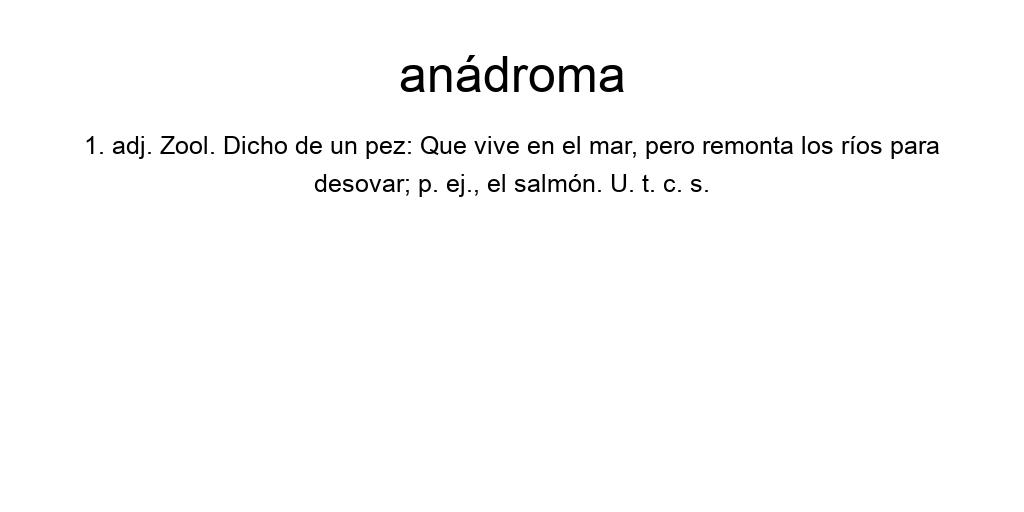 anádroma
1. adj. Zool. Dicho de un pez: Que vive en el mar, pero remonta los ríos para
desovar; p. ej., el salmón. U. t. c. s.